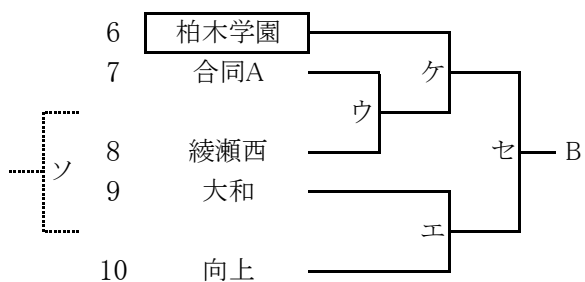 6 柏木学園
7 合同A ケ
ウ
8 綾瀬西 セ B
ソ
9 大和
エ
10 向上